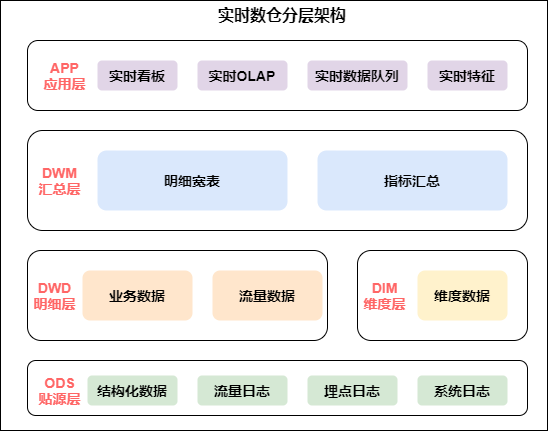 实时数仓分层架构
APP
应用层
实时看板
实时OLAP
实时数据队列
实时特征
DWM
汇总层
明细宽表
指标汇总
DWD
明细层
业务数据
流量数据
DIM
维度层
维度数据
ODS
贴源层
结构化数据
流量日志
埋点日志
系统日志